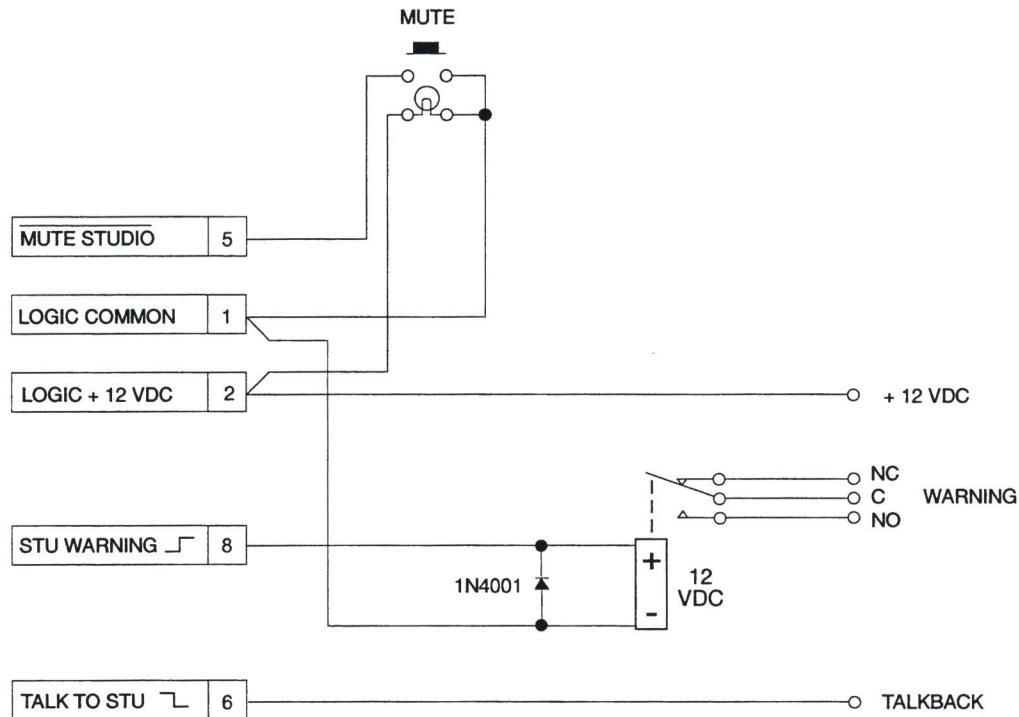 MUTE
MUTE STUDIO 5
LOGIC COMMON 1
LOGIC + 12 VDC 2
+ 12 VDC
NC
C WARNING
NO
STU WARNING 8
1N4001
+
-
12
VDC
TALK TO STU 6
TALKBACK